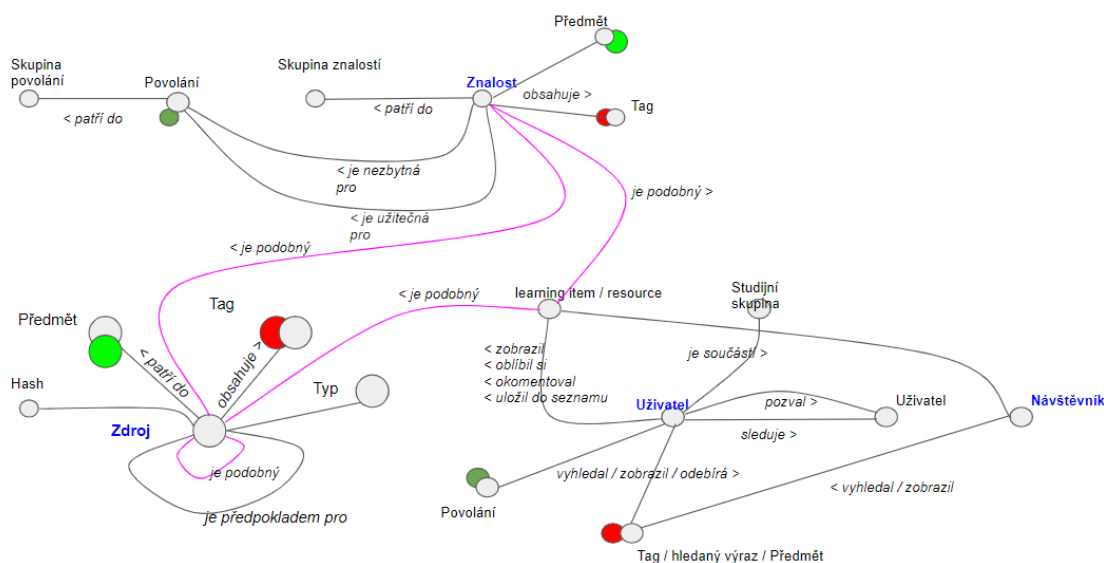 Předmět
Skupina
povolání
Povolání
Skupina znalostí
Znalost
obsahuje >
Tag
< patří do
< patří do
< je nezbytná
pro
je podobný >
< je užitečná
pro
< je podobný
Studijní
skupina
learning item / resource
< je podobný
Tag
Předmět
< patří do
obsahuje >
Typ
Hash
< zobrazil
< oblíbil si
< okomentoval
< uložil do seznamu
je součástí >
Uživatel
pozval >
Uživatel
Návštěvník
sleduje >
Zdroj
je podobný
vyhledal / zobrazil / odebírá >
< vyhledal / zobrazil
je předpokladem pro
Povolání
Tag / hledaný výraz / Předmět